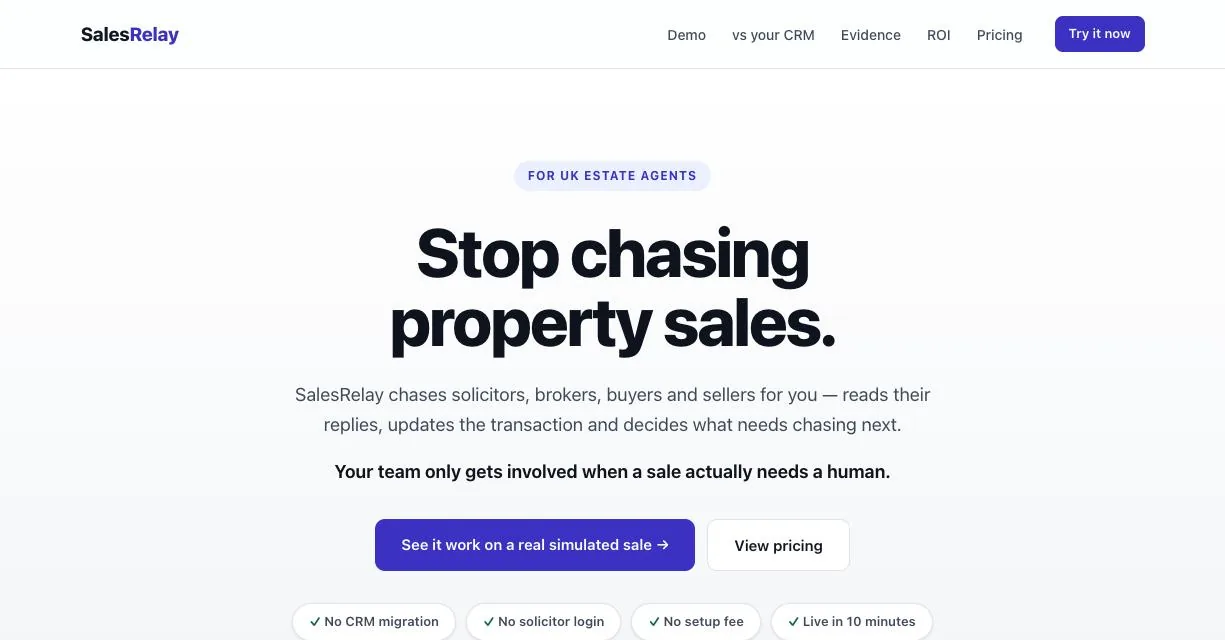 SalesRelay
Demo
vs your CRM
Evidence
ROI
Pricing
Try it now
FOR UK ESTATE AGENTS
Stop chasing
property sales.
SalesRelay chases solicitors, brokers, buyers and sellers for you — reads their
replies, updates the transaction and decides what needs chasing next.
Your team only gets involved when a sale actually needs a human.
See it work on a real simulated sale →
View pricing
✓ No CRM migration
✓ No solicitor login
✓ No setup fee
✓ Live in 10 minutes